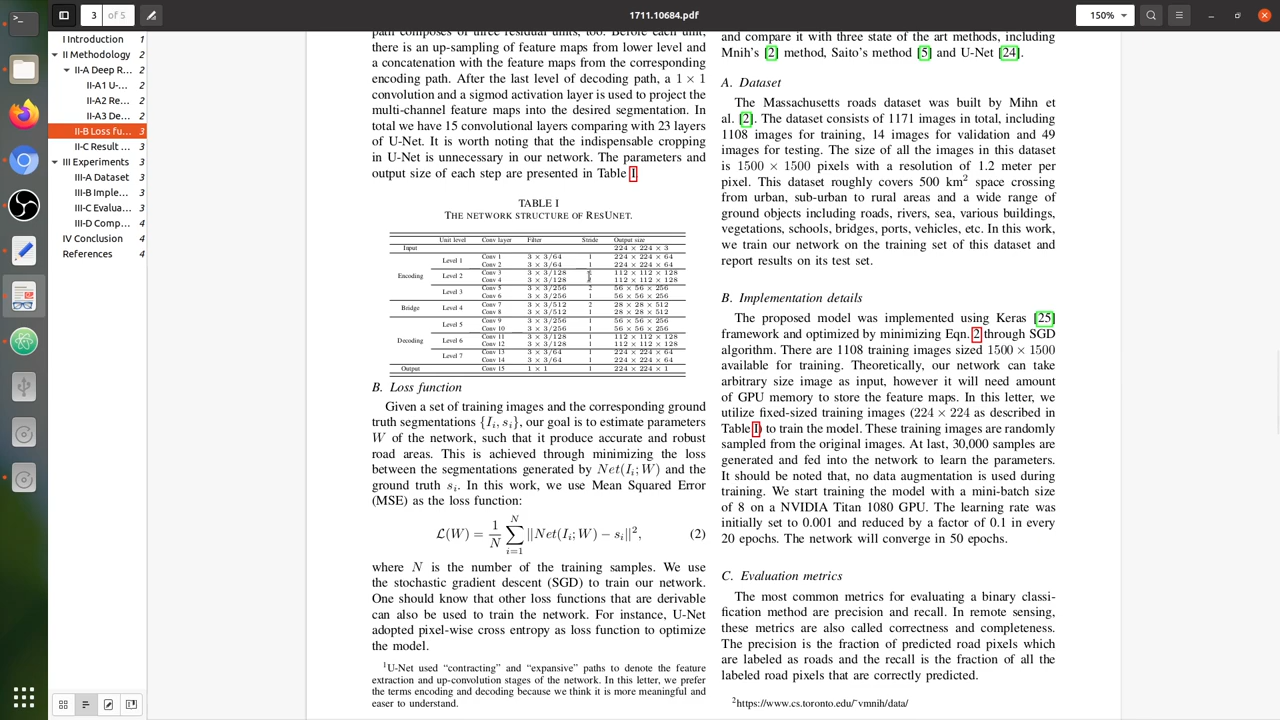 3 of 5
1711.10684.pdf
150%
I Introduction 1
II Methodology 2
II-A Deep R... 2
II-A1 U-... 2
II-A2 Re... 2
II-A3 De... 2
II-B Loss fu... 3
II-C Result ... 3
III Experiments 3
III-A Dataset 3
III-B Imple... 3
III-C Evalua... 3
III-D Comp... 4
IV Conclusion 4
References 4
path composes of three residual units, too. Before each unit,
there is an up-sampling of feature maps from lower level and
a concatenation with the feature maps from the corresponding
encoding path. After the last level of decoding path, a 1 × 1
convolution and a sigmod activation layer is used to project the
multi-channel feature maps into the desired segmentation. In
total we have 15 convolutional layers comparing with 23 layers
of U-Net. It is worth noting that the indispensable cropping
in U-Net is unnecessary in our network. The parameters and
output size of each step are presented in Table I.
TABLE I
THE NETWORK STRUCTURE OF RESUNET.
Unit level Conv layer Filter Stride Output size
Input 224 × 224 × 3
Encoding
Level 1 Conv 1 3 × 3/64 1 224 × 224 × 64
Conv 2 3 × 3/64 1 224 × 224 × 64
Level 2 Conv 3 3 × 3/128 112 × 112 × 128
Conv 4 3 × 3/128 112 × 112 × 128
Level 3 Conv 5 3 × 3/256 2 56 × 56 × 256
Conv 6 3 × 3/256 1 56 × 56 × 256
Bridge Level 4 Conv 7 3 × 3/512 2 28 × 28 × 512
Conv 8 3 × 3/512 1 28 × 28 × 512
Decoding
Level 5 Conv 9 3 × 3/256 1 56 × 56 × 256
Conv 10 3 × 3/256 1 56 × 56 × 256
Level 6 Conv 11 3 × 3/128 1 112 × 112 × 128
Conv 12 3 × 3/128 1 112 × 112 × 128
Level 7 Conv 13 3 × 3/64 1 224 × 224 × 64
Conv 14 3 × 3/64 1 224 × 224 × 64
Output Conv 15 1 × 1 1 224 × 224 × 1
B. Loss function
Given a set of training images and the corresponding ground
truth segmentations {I_i, s_i}, our goal is to estimate parameters
W of the network, such that it produce accurate and robust
road areas. This is achieved through minimizing the loss
between the segmentations generated by Net(I_i; W) and the
ground truth s_i. In this work, we use Mean Squared Error
(MSE) as the loss function:
L(W) = 1/N ∑_{i=1}^{N} ||Net(I_i; W) − s_i||², (2)
where N is the number of the training samples. We use
the stochastic gradient descent (SGD) to train our network.
One should know that other loss functions that are derivable
can also be used to train the network. For instance, U-Net
adopted pixel-wise cross entropy as loss function to optimize
the model.
¹U-Net used “contracting” and “expansive” paths to denote the feature
extraction and up-convolution stages of the network. In this letter, we prefer
the terms encoding and decoding because we think it is more meaningful and
easer to understand.
and compare it with three state of the art methods, including
Mnih's [2] method, Saito's method [5] and U-Net [24].
A. Dataset
The Massachusetts roads dataset was built by Mihn et
al. [2]. The dataset consists of 1171 images in total, including
1108 images for training, 14 images for validation and 49
images for testing. The size of all the images in this dataset
is 1500 × 1500 pixels with a resolution of 1.2 meter per
pixel. This dataset roughly covers 500 km² space crossing
from urban, sub-urban to rural areas and a wide range of
ground objects including roads, rivers, sea, various buildings,
vegetations, schools, bridges, ports, vehicles, etc. In this work,
we train our network on the training set of this dataset and
report results on its test set.
B. Implementation details
The proposed model was implemented using Keras [25]
framework and optimized by minimizing Eqn. 2 through SGD
algorithm. There are 1108 training images sized 1500 × 1500
available for training. Theoretically, our network can take
arbitrary size image as input, however it will need amount
of GPU memory to store the feature maps. In this letter, we
utilize fixed-sized training images (224 × 224 as described in
Table I) to train the model. These training images are randomly
sampled from the original images. At last, 30,000 samples are
generated and fed into the network to learn the parameters.
It should be noted that, no data augmentation is used during
training. We start training the model with a mini-batch size
of 8 on a NVIDIA Titan 1080 GPU. The learning rate was
initially set to 0.001 and reduced by a factor of 0.1 in every
20 epochs. The network will converge in 50 epochs.
C. Evaluation metrics
The most common metrics for evaluating a binary classi-
fication method are precision and recall. In remote sensing,
these metrics are also called correctness and completeness.
The precision is the fraction of predicted road pixels which
are labeled as roads and the recall is the fraction of all the
labeled road pixels that are correctly predicted.
²https://www.cs.toronto.edu/˜vmnih/data/